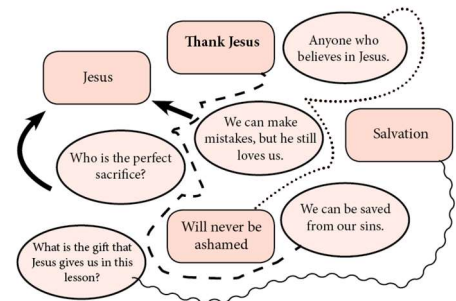 Thank Jesus
Anyone who
believes in Jesus.
Jesus
We can make
mistakes, but he still
loves us.
Salvation
Who is the perfect
sacrifice?
Will never be
ashamed
We can be saved
from our sins.
What is the gift that
Jesus gives us in this
lesson?